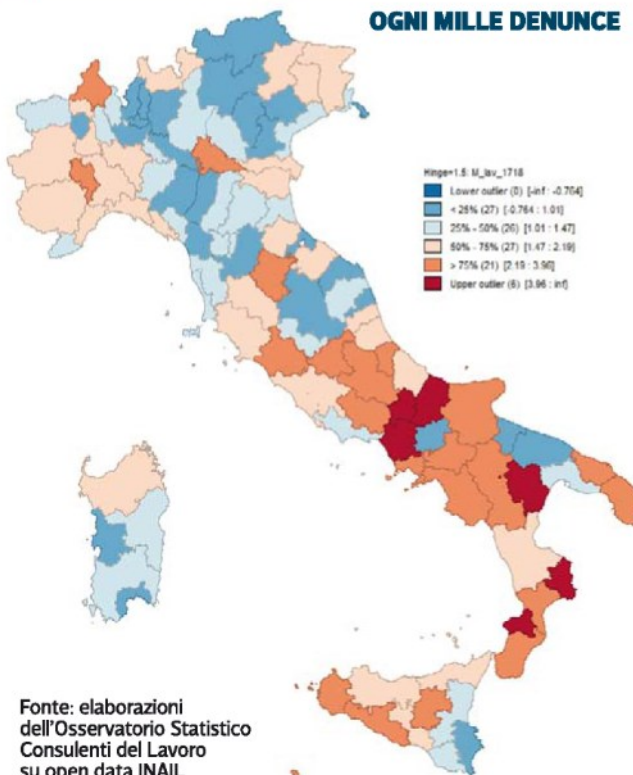 OGNI MILLE DENUNCE
Hinge=1.5: M_lav_1718
Lower outlier (0) [-inf : -0.764]
< 25% (27) [-0.764 : 1.01]
25% - 50% (26) [1.01 : 1.47]
50% - 75% (27) [1.47 : 2.19]
> 75% (21) [2.19 : 3.96]
Upper outlier (6) [3.96 : inf]
Fonte: elaborazioni
dell'Osservatorio Statistico
Consulenti del Lavoro
su open data INAIL